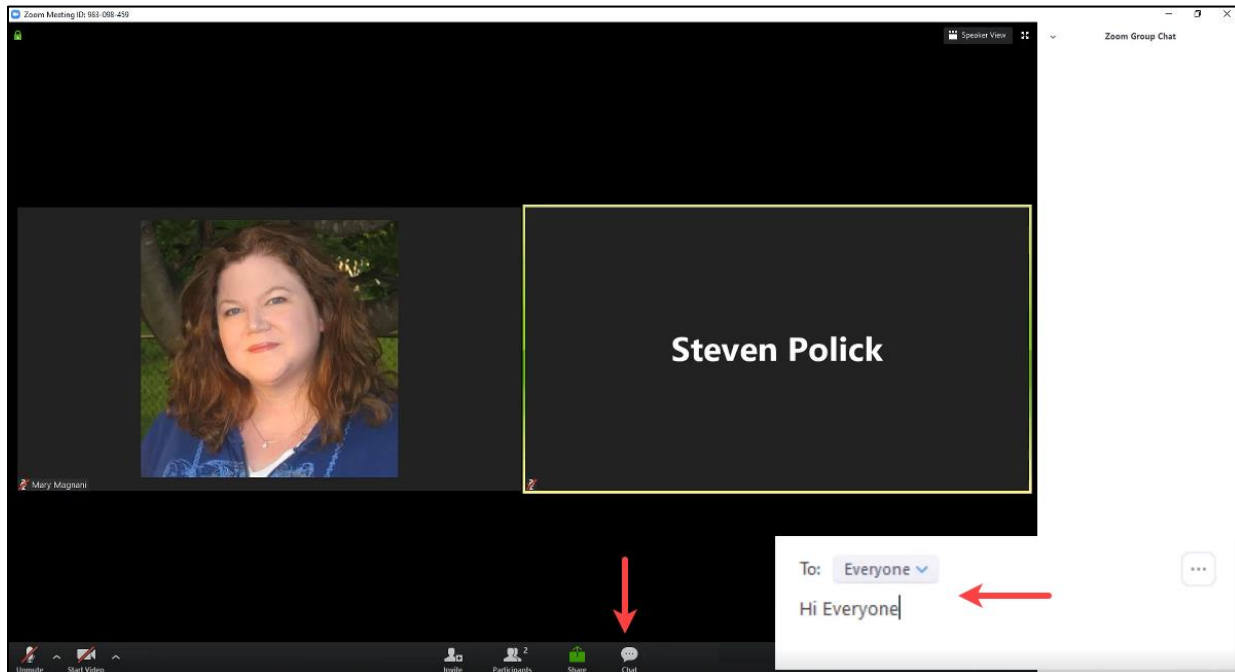 Zoom Meeting ID: 983-098-459
Speaker View
Zoom Group Chat
Steven Polick
Mary Magnani
To: Everyone
Hi Everyone
Unmute Start Video Invite Participants 2 Share Chat